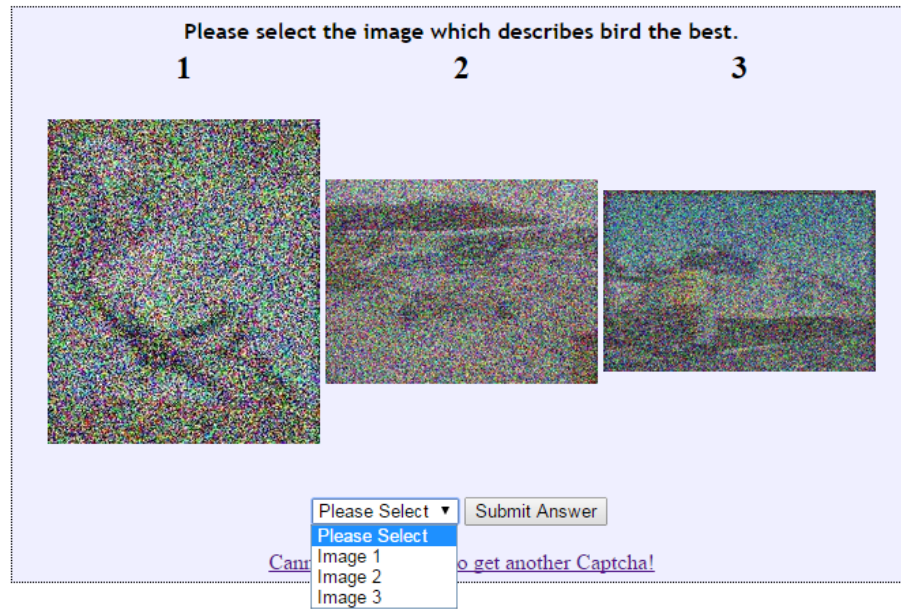 Please select the image which describes bird the best.
1 2 3
Please Select ▼ Submit Answer
Please Select
Image 1
Image 2
Image 3
Cann o get another Captcha!